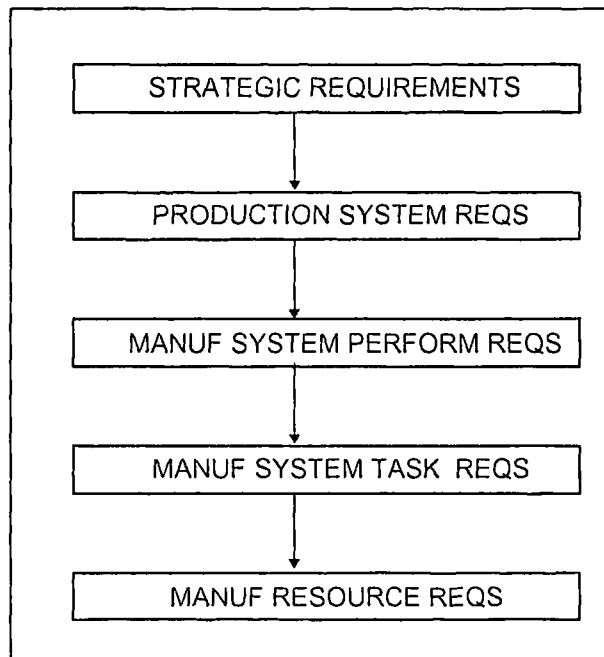 STRATEGIC REQUIREMENTS
PRODUCTION SYSTEM REQS
MANUF SYSTEM PERFORM REQS
MANUF SYSTEM TASK REQS
MANUF RESOURCE REQS